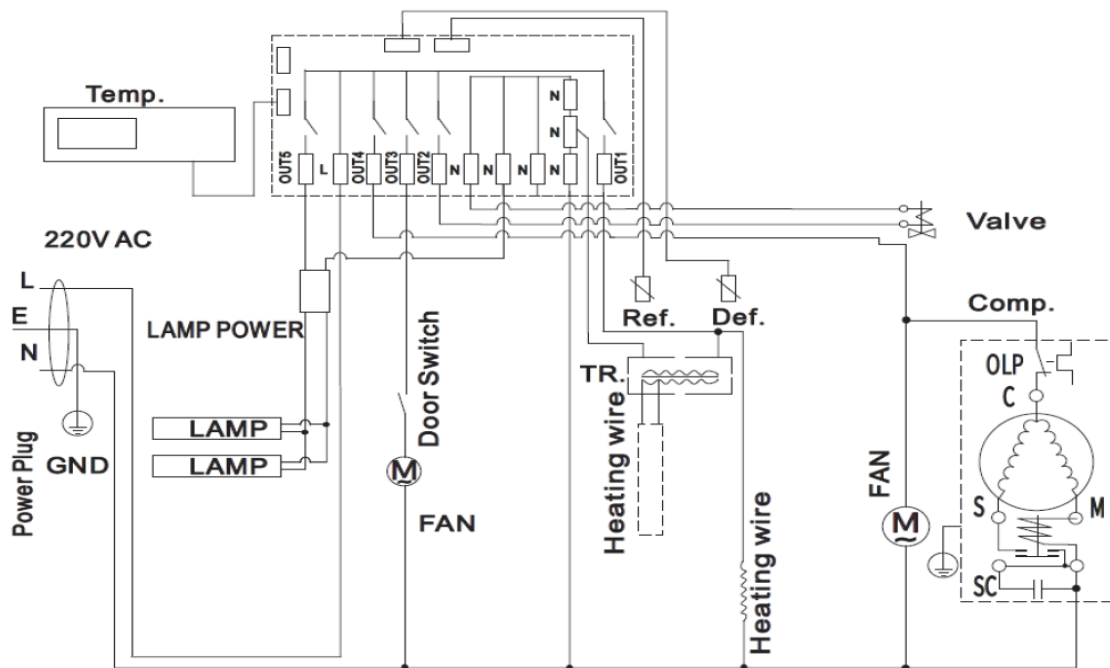 Temp.
N
N
OUT5
L
OUT4
OUT3
OUT2
N
N
N
N
OUT1
Valve
220V AC
L
E
N
LAMP POWER
Ref.
Def.
Comp.
OLP
C
TR.
Door Switch
Heating wire
LAMP
LAMP
GND
Power Plug
M
FAN
FAN
M
S
M
SC
Heating wire